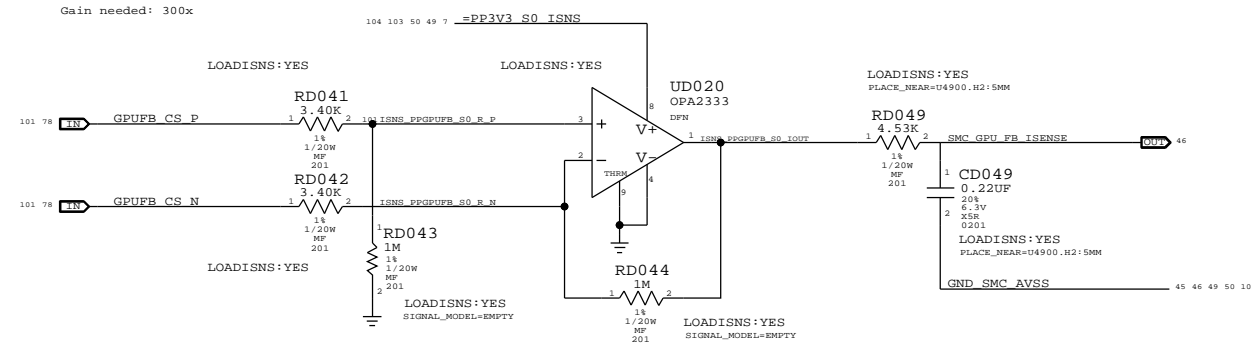 Gain needed: 300x
104 103 50 49 7 =PP3V3_S0_ISNS
LOADISNS:YES
LOADISNS:YES
LOADISNS:YES
PLACE_NEAR=U4900.H2:5MM
UD020
OPA2333
DFN
RD041
3.40K
101 78 IN GPUFB_CS_P 1 2
ISNS_PPGPUFB_S0_R_P 3
1%
1/20W
MF
201
+
−
V+
V−
THRM
8
2
9
4
1 ISNS_PPGPUFB_S0_IOUT
RD049
4.53K
1 2 SMC_GPU_FB_ISENSE OUT 46
1%
1/20W
MF
201
RD042
3.40K
101 78 IN GPUFB_CS_N 1 2 ISNS_PPGPUFB_S0_R_N
1%
1/20W
MF
201
LOADISNS:YES
1
RD043
1M
1%
1/20W
MF
201
2
LOADISNS:YES
SIGNAL_MODEL=EMPTY
RD044
1M
1 2
1%
1/20W
MF
201
LOADISNS:YES
SIGNAL_MODEL=EMPTY
1
CD049
0.22UF
20%
6.3V
X5R
0201
2
LOADISNS:YES
PLACE_NEAR=U4900.H2:5MM
GND_SMC_AVSS 45 46 49 50 10